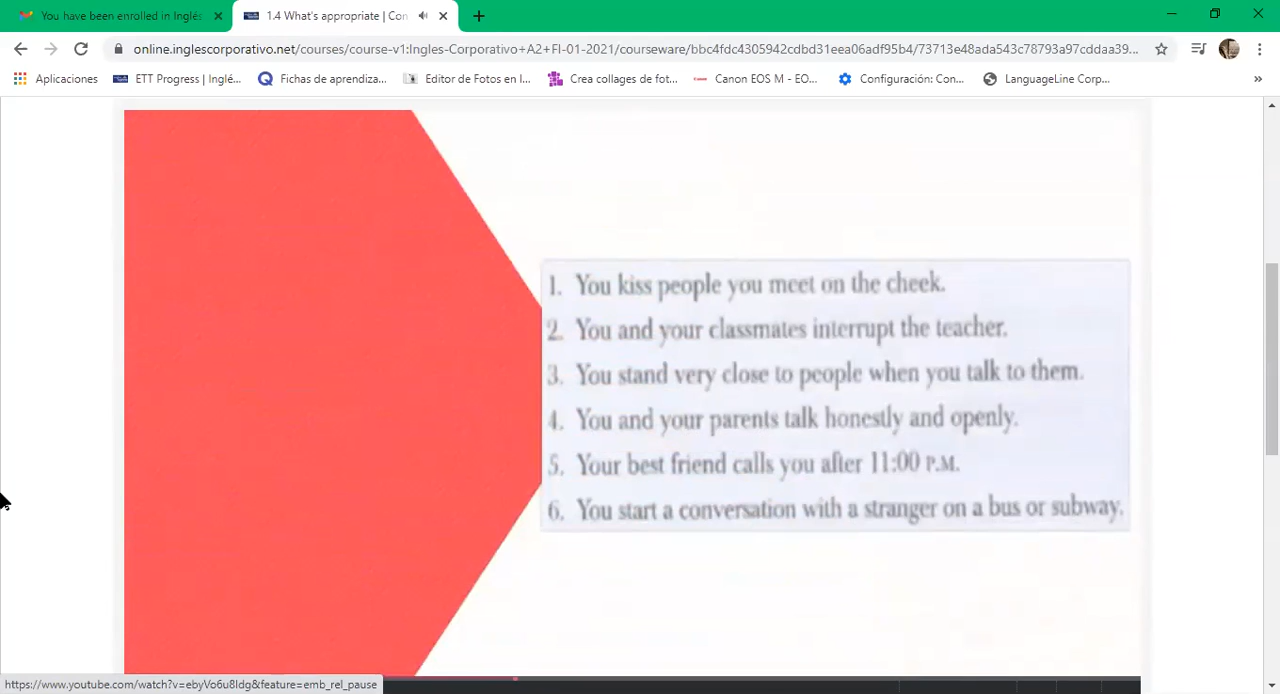 You have been enrolled in Inglés
1.4 What's appropriate | Con
online.inglescorporativo.net/courses/course-v1:Ingles-Corporativo+A2+FI-01-2021/courseware/bbc4fdc4305942cdbd31eea06adf95b4/73713e48ada543c78793a97cddaa39...
Aplicaciones ETT Progress | Inglé... Fichas de aprendiza... Editor de Fotos en l... Crea collages de fot... Canon EOS M - EO... Configuración: Con... LanguageLine Corp... »
1. You kiss people you meet on the cheek.
2. You and your classmates interrupt the teacher.
3. You stand very close to people when you talk to them.
4. You and your parents talk honestly and openly.
5. Your best friend calls you after 11:00 P.M.
6. You start a conversation with a stranger on a bus or subway.
https://www.youtube.com/watch?v=ebyVo6u8Idg&feature=emb_rel_pause